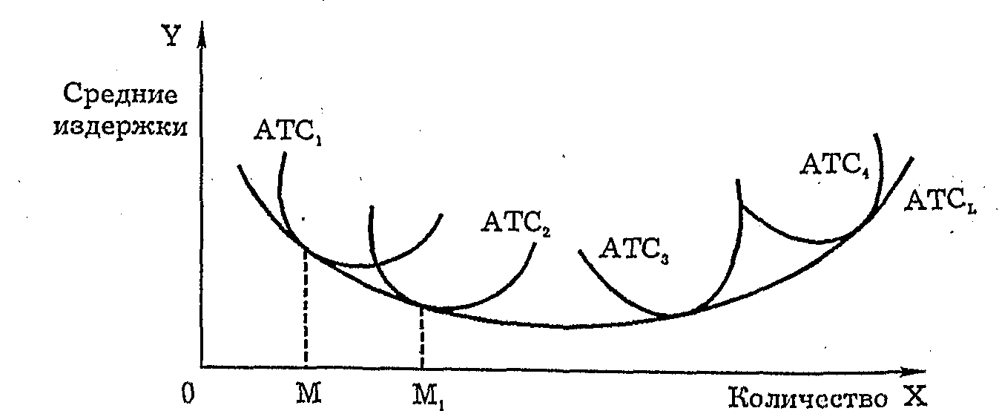 Y
Средние
издержки
ATC₁
ATC₂
ATC₃
ATC₄
ATC_L
0
M
M₁
Количество X